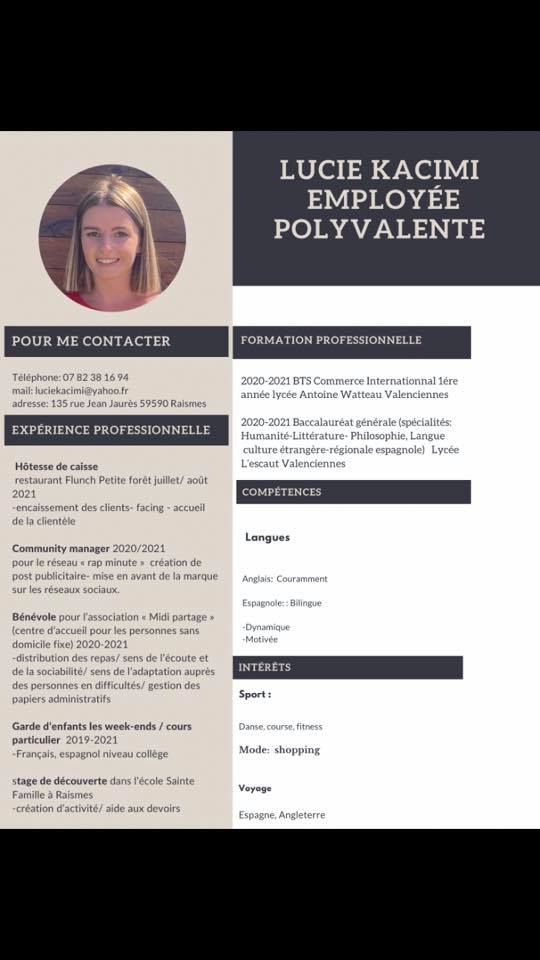 LUCIE KACIMI
EMPLOYÉE
POLYVALENTE
POUR ME CONTACTER
Téléphone: 07 82 38 16 94
mail: luciekacimi@yahoo.fr
adresse: 135 rue Jean Jaurès 59590 Raismes
EXPÉRIENCE PROFESSIONNELLE
Hôtesse de caisse
restaurant Flunch Petite forêt juillet/ août
2021
-encaissement des clients- facing - accueil
de la clientèle
Community manager 2020/2021
pour le réseau « rap minute » création de
post publicitaire- mise en avant de la marque
sur les réseaux sociaux.
Bénévole pour l'association « Midi partage »
(centre d'accueil pour les personnes sans
domicile fixe) 2020-2021
-distribution des repas/ sens de l'écoute et
de la sociabilité/ sens de l'adaptation auprès
des personnes en difficultés/ gestion des
papiers administratifs
Garde d'enfants les week-ends / cours
particulier 2019-2021
-Français, espagnol niveau collège
stage de découverte dans l'école Sainte
Famille à Raismes
-création d'activité/ aide aux devoirs
FORMATION PROFESSIONNELLE
2020-2021 BTS Commerce Internationnal 1ére
année lycée Antoine Watteau Valenciennes
2020-2021 Baccalauréat générale (spécialités:
Humanité-Littérature- Philosophie, Langue
culture étrangère-régionale espagnole) Lycée
L'escaut Valenciennes
COMPÉTENCES
Langues
Anglais: Couramment
Espagnole: : Bilingue
-Dynamique
-Motivée
INTÉRÊTS
Sport :
Danse, course, fitness
Mode: shopping
Voyage
Espagne, Angleterre